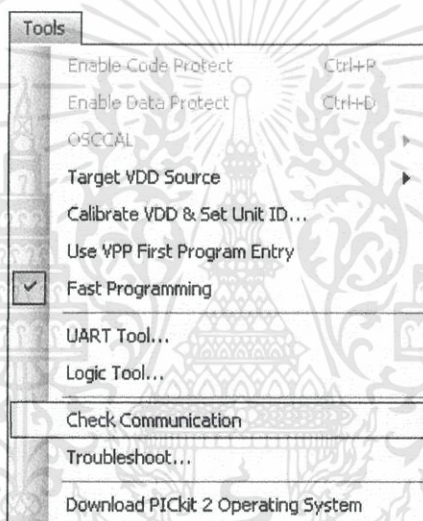 Tools
Enable Code Protect Ctrl+P
Enable Data Protect Ctrl+D
OSCCAL
Target VDD Source
Calibrate VDD & Set Unit ID...
Use VPP First Program Entry
Fast Programming
UART Tool...
Logic Tool...
Check Communication
Troubleshoot...
Download PICkit 2 Operating System